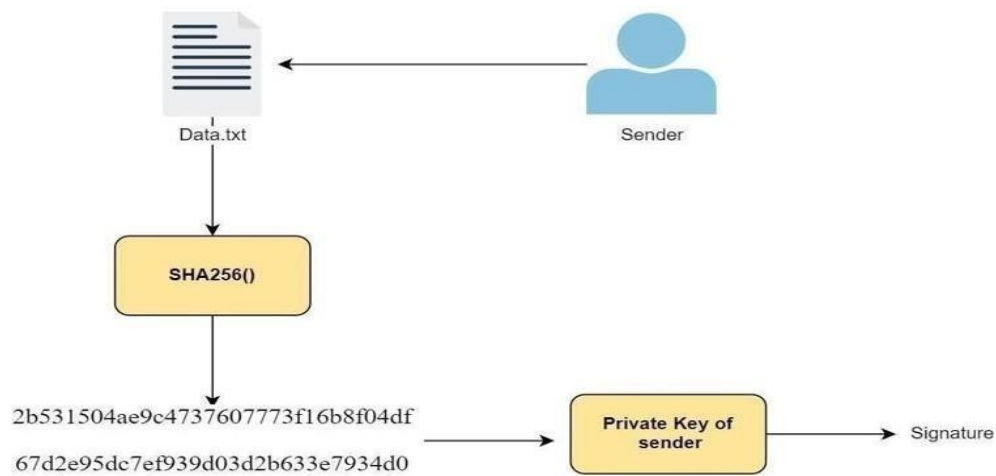 Data.txt
Sender
SHA256()
2b531504ae9c4737607773f16b8f04df
67d2e95dc7ef939d03d2b633e7934d0
Private Key of
sender
Signature